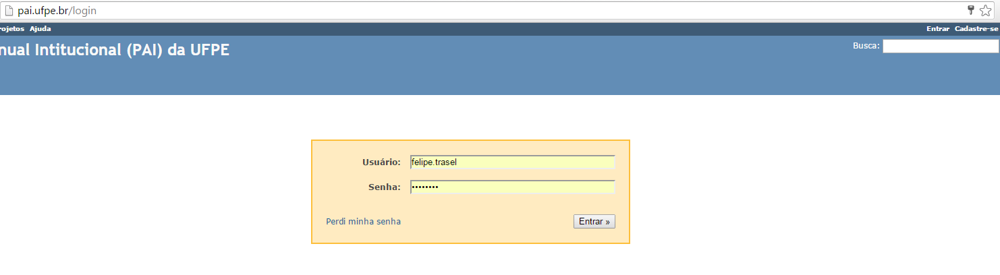 pai.ufpe.br/login
rojetos Ajuda Entrar Cadastre-se
nual Intitucional (PAI) da UFPE Busca:
Usuário: felipe.trasel
Senha: ••••••••
Perdi minha senha Entrar »